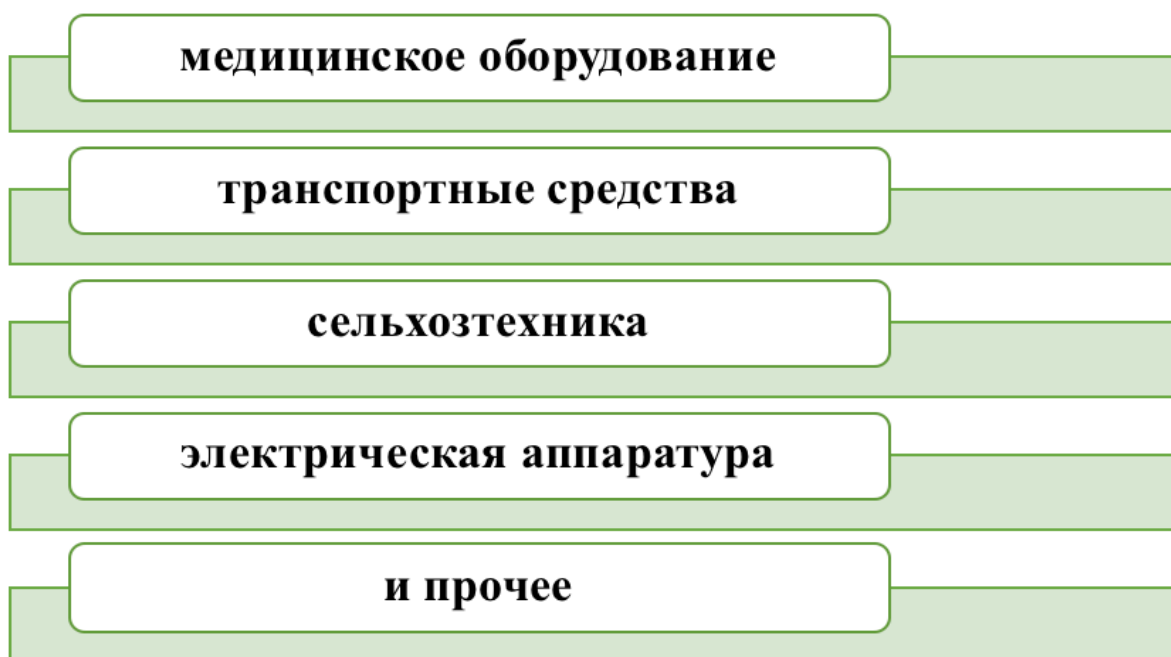 медицинское оборудование
транспортные средства
сельхозтехника
электрическая аппаратура
и прочее